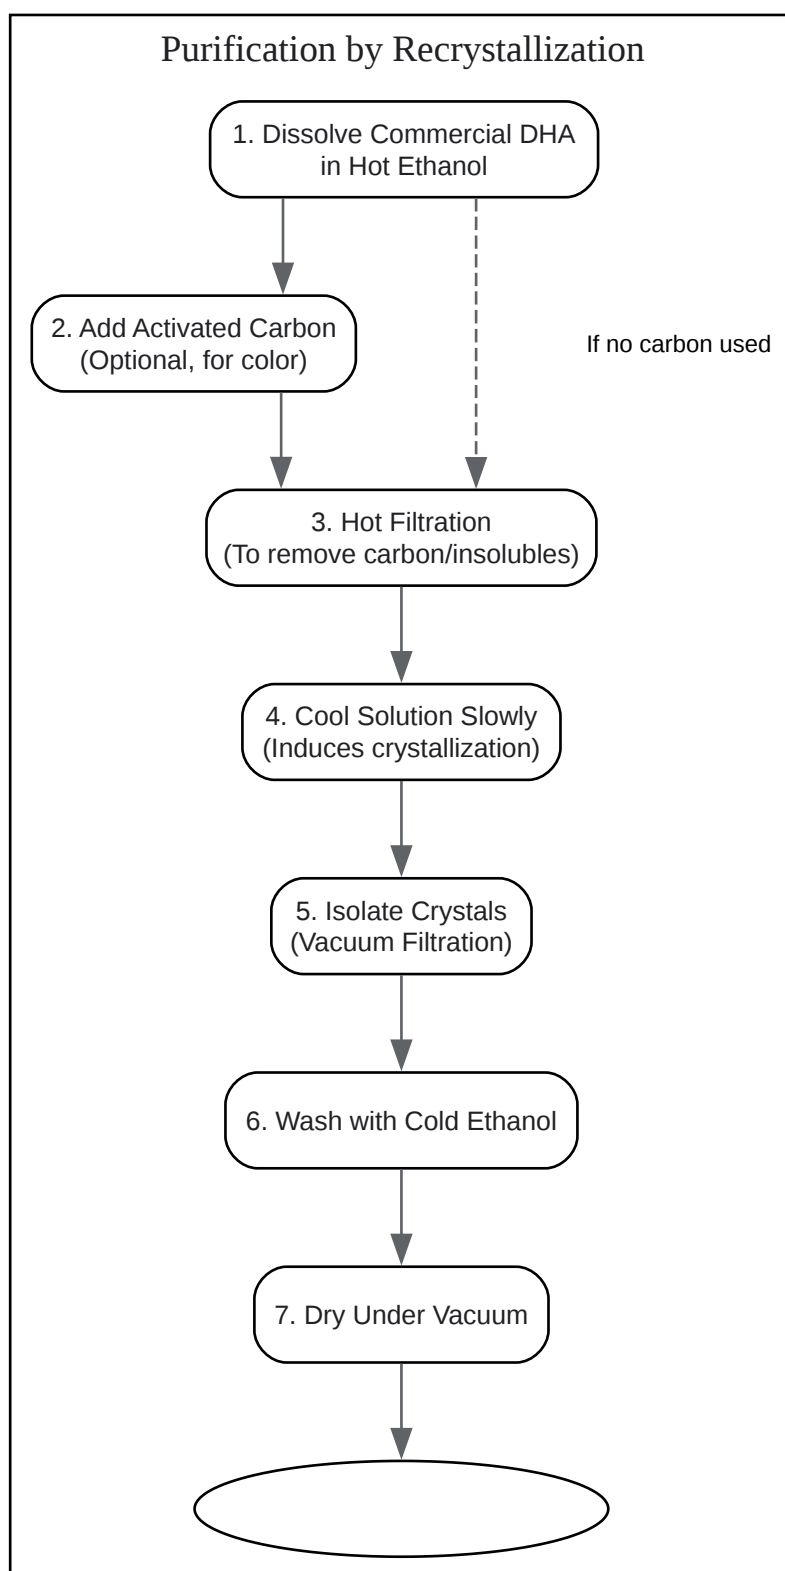 Purification by Recrystallization
1. Dissolve Commercial DHA
in Hot Ethanol
2. Add Activated Carbon
(Optional, for color)
If no carbon used
3. Hot Filtration
(To remove carbon/insolubles)
4. Cool Solution Slowly
(Induces crystallization)
5. Isolate Crystals
(Vacuum Filtration)
6. Wash with Cold Ethanol
7. Dry Under Vacuum